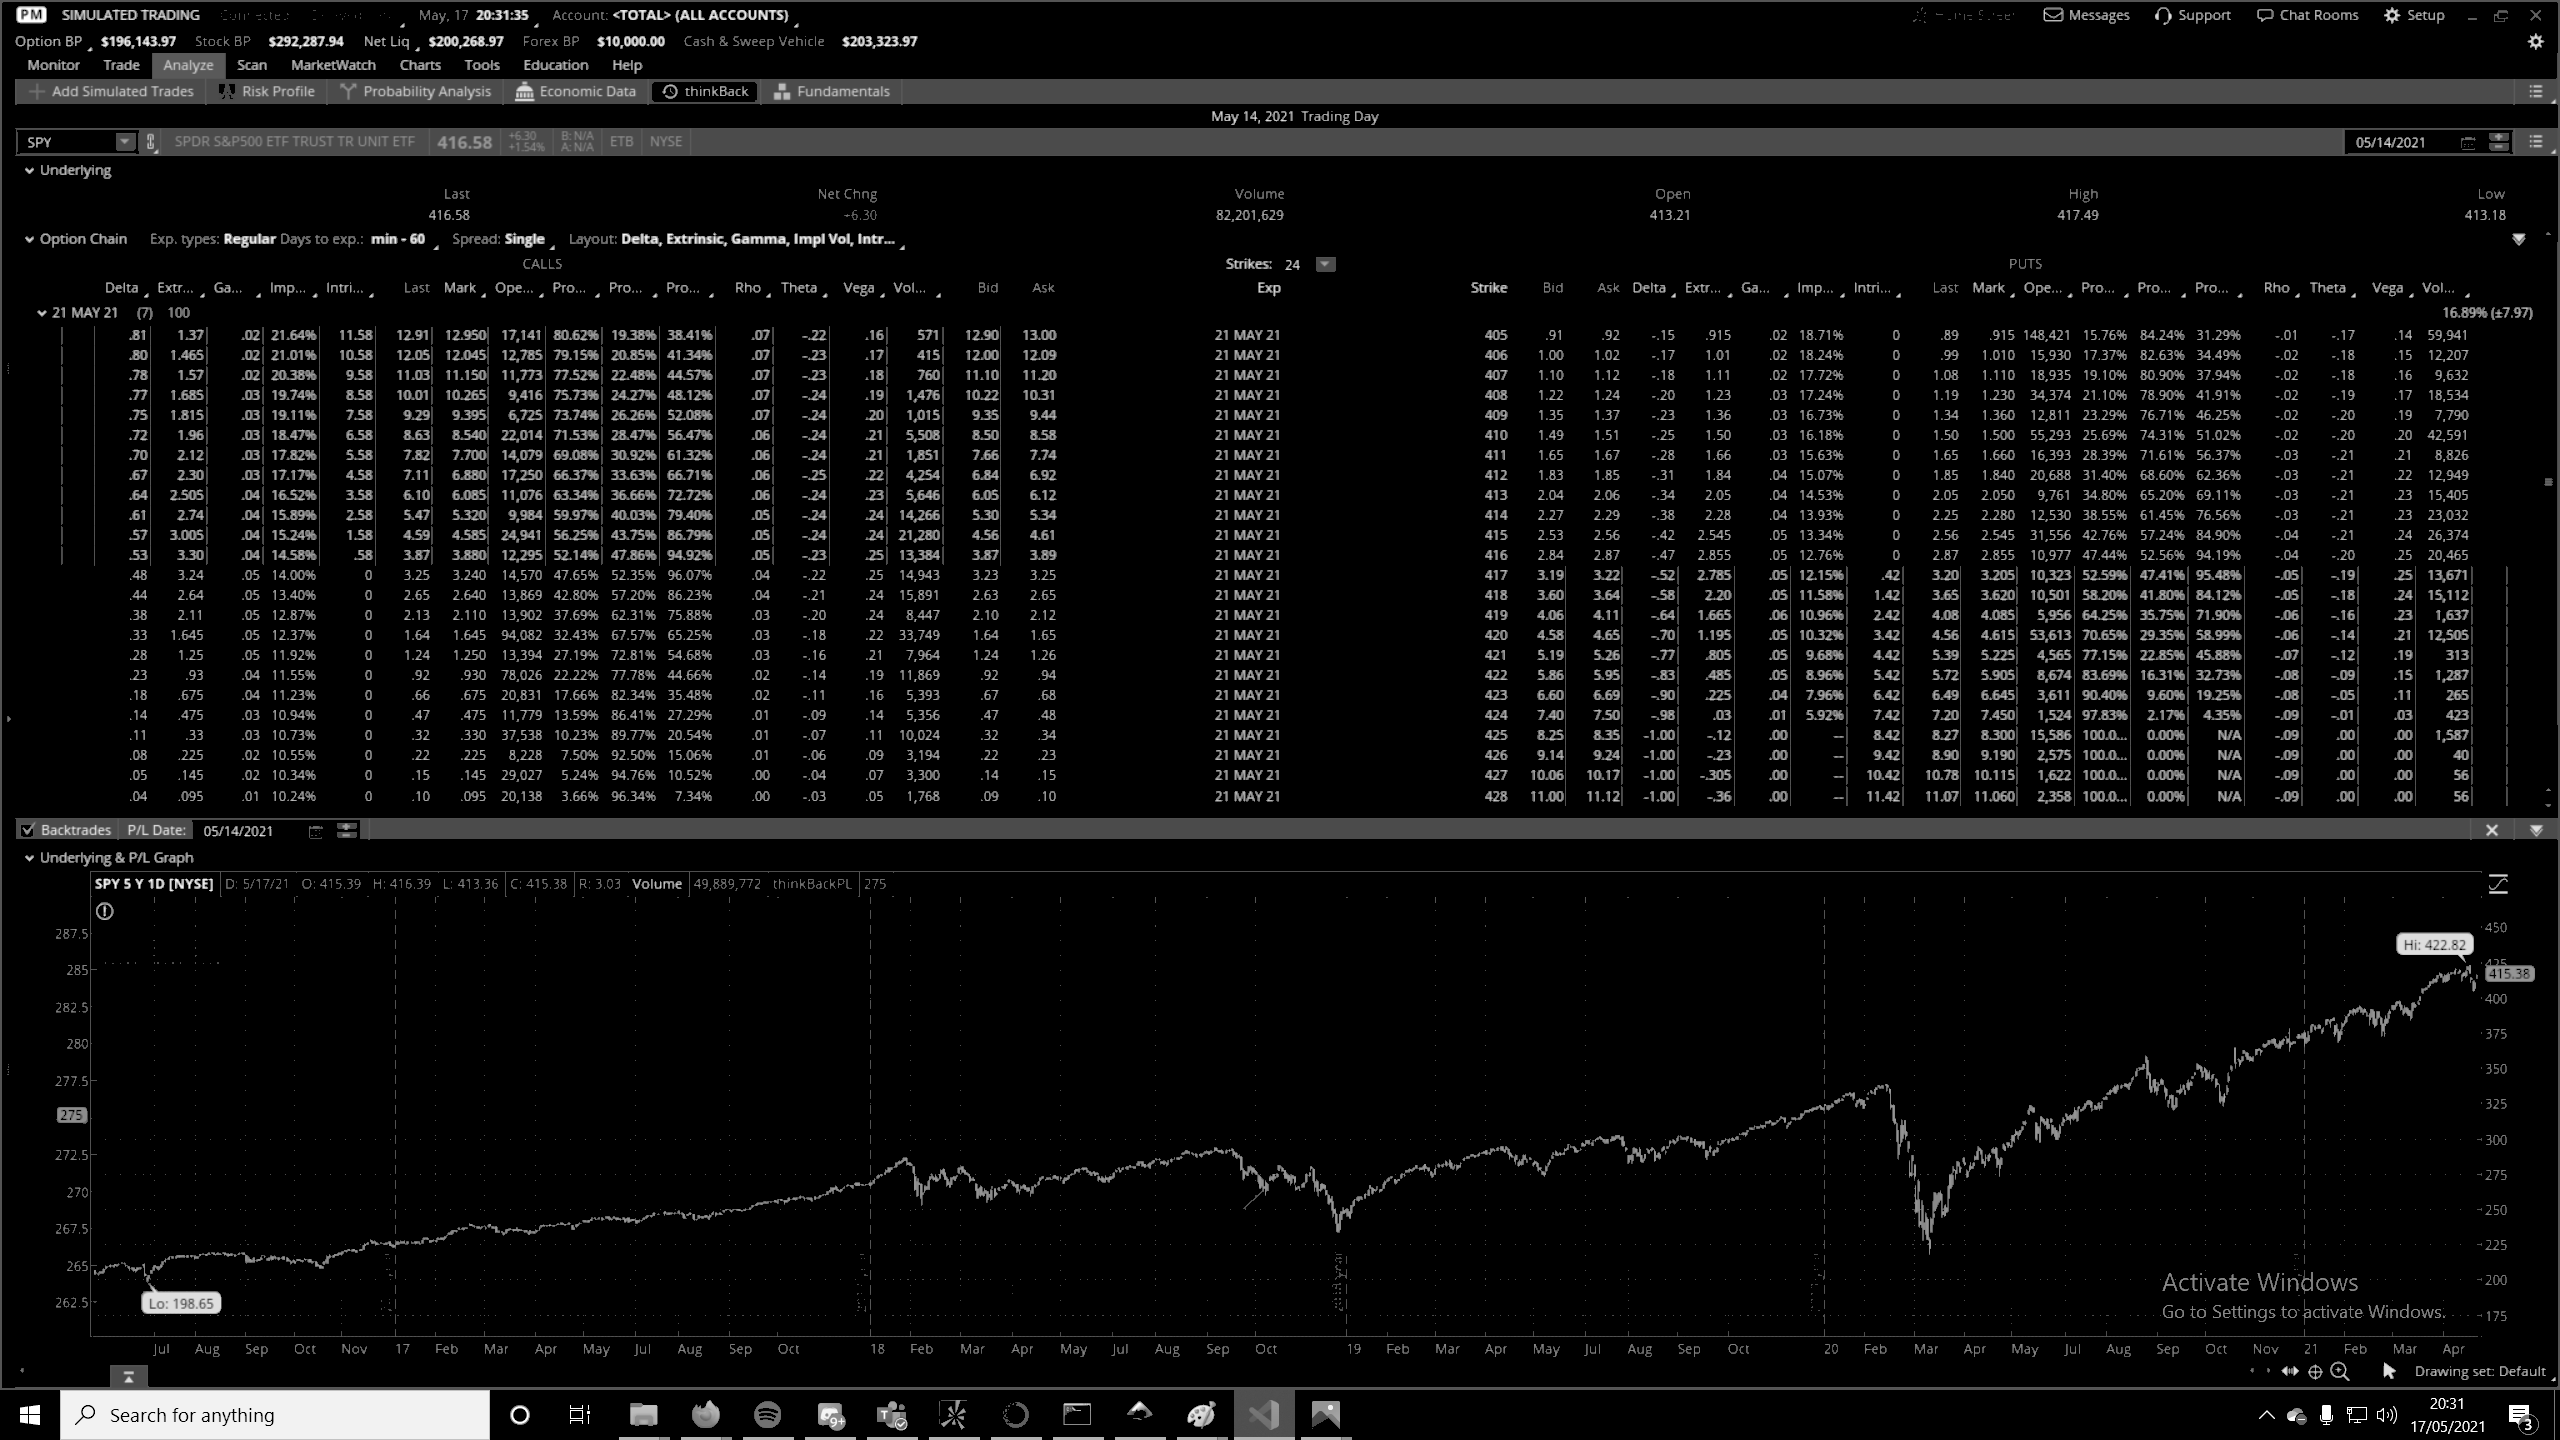 PM SIMULATED TRADING May, 17 20:31:35 Account: <TOTAL> (ALL ACCOUNTS) Messages Support Chat Rooms Setup
Option BP $196,143.97 Stock BP $292,287.94 Net Liq $200,268.97 Forex BP $10,000.00 Cash & Sweep Vehicle $203,323.97
Monitor Trade Analyze Scan MarketWatch Charts Tools Education Help
Add Simulated Trades Risk Profile Probability Analysis Economic Data thinkBack Fundamentals
May 14, 2021 Trading Day
SPY SPDR S&P500 ETF TRUST TR UNIT ETF 416.58 +6.30 +1.54% B: N/A A: N/A ETB NYSE 05/14/2021
Underlying
Last Net Chng Volume Open High Low
416.58 +6.30 82,201,629 413.21 417.49 413.18
Option Chain Exp. types: Regular Days to exp.: min - 60 Spread: Single Layout: Delta, Extrinsic, Gamma, Impl Vol, Intr...
CALLS Strikes: 24 PUTS
Delta Extr... Ga... Imp... Intri... Last Mark Ope... Pro... Pro... Pro... Rho Theta Vega Vol... Bid Ask Exp Strike Bid Ask Delta Extr... Ga... Imp... Intri... Last Mark Ope... Pro... Pro... Pro... Rho Theta Vega Vol...
21 MAY 21 (7) 100 16.89% (±7.97)
.81 1.37 .02 21.64% 11.58 12.91 12.950 17,141 80.62% 19.38% 38.41% .07 -.22 .16 571 12.90 13.00 21 MAY 21 405 .91 .92 -.15 .915 .02 18.71% 0 .89 .915 148,421 15.76% 84.24% 31.29% -.01 -.17 .14 59,941
.80 1.465 .02 21.01% 10.58 12.05 12.045 12,785 79.15% 20.85% 41.34% .07 -.23 .17 415 12.00 12.09 21 MAY 21 406 1.00 1.02 -.17 1.01 .02 18.24% 0 .99 1.010 15,930 17.37% 82.63% 34.49% -.02 -.18 .15 12,207
.78 1.57 .02 20.38% 9.58 11.03 11.150 11,773 77.52% 22.48% 44.57% .07 -.23 .18 760 11.10 11.20 21 MAY 21 407 1.10 1.12 -.18 1.11 .02 17.72% 0 1.08 1.110 18,935 19.10% 80.90% 37.94% -.02 -.18 .16 9,632
.77 1.685 .03 19.74% 8.58 10.01 10.265 9,416 75.73% 24.27% 48.12% .07 -.24 .19 1,476 10.22 10.31 21 MAY 21 408 1.22 1.24 -.20 1.23 .03 17.24% 0 1.19 1.230 34,374 21.10% 78.90% 41.91% -.02 -.19 .17 18,534
.75 1.815 .03 19.11% 7.58 9.29 9.395 6,725 73.74% 26.26% 52.08% .07 -.24 .20 1,015 9.35 9.44 21 MAY 21 409 1.35 1.37 -.23 1.36 .03 16.73% 0 1.34 1.360 12,811 23.29% 76.71% 46.25% -.02 -.20 .19 7,790
.72 1.96 .03 18.47% 6.58 8.63 8.540 22,014 71.53% 28.47% 56.47% .06 -.24 .21 5,508 8.50 8.58 21 MAY 21 410 1.49 1.51 -.25 1.50 .03 16.18% 0 1.50 1.500 55,293 25.69% 74.31% 51.02% -.02 -.20 .20 42,591
.70 2.12 .03 17.82% 5.58 7.82 7.700 14,079 69.08% 30.92% 61.32% .06 -.24 .21 1,851 7.66 7.74 21 MAY 21 411 1.65 1.67 -.28 1.66 .03 15.63% 0 1.65 1.660 16,393 28.39% 71.61% 56.37% -.03 -.21 .21 8,826
.67 2.30 .03 17.17% 4.58 7.11 6.880 17,250 66.37% 33.63% 66.71% .06 -.25 .22 4,254 6.84 6.92 21 MAY 21 412 1.83 1.85 -.31 1.84 .04 15.07% 0 1.85 1.840 20,688 31.40% 68.60% 62.36% -.03 -.21 .22 12,949
.64 2.505 .04 16.52% 3.58 6.10 6.085 11,076 63.34% 36.66% 72.72% .06 -.24 .23 5,646 6.05 6.12 21 MAY 21 413 2.04 2.06 -.34 2.05 .04 14.53% 0 2.05 2.050 9,761 34.80% 65.20% 69.11% -.03 -.21 .23 15,405
.61 2.74 .04 15.89% 2.58 5.47 5.320 9,984 59.97% 40.03% 79.40% .05 -.24 .24 14,266 5.30 5.34 21 MAY 21 414 2.27 2.29 -.38 2.28 .04 13.93% 0 2.25 2.280 12,530 38.55% 61.45% 76.56% -.03 -.21 .23 23,032
.57 3.005 .04 15.24% 1.58 4.59 4.585 24,941 56.25% 43.75% 86.79% .05 -.24 .24 21,280 4.56 4.61 21 MAY 21 415 2.53 2.56 -.42 2.545 .04 13.34% 0 2.56 2.545 31,556 42.76% 57.24% 84.90% -.04 -.21 .24 26,374
.53 3.30 .04 14.58% .58 3.87 3.880 12,295 52.14% 47.86% 94.92% .05 -.23 .25 13,384 3.87 3.89 21 MAY 21 416 2.84 2.87 -.47 2.855 .04 12.76% 0 2.87 2.855 10,977 47.44% 52.56% 94.19% -.04 -.20 .25 20,465
.48 3.24 .05 14.00% 0 3.25 3.240 14,570 47.65% 52.35% 96.07% .04 -.22 .25 14,943 3.23 3.25 21 MAY 21 417 3.19 3.22 -.52 2.785 .05 12.15% .42 3.20 3.205 10,323 52.59% 47.41% 95.48% -.05 -.19 .25 13,671
.44 2.64 .05 13.40% 0 2.65 2.640 13,869 42.80% 57.20% 86.23% .04 -.21 .24 15,891 2.63 2.65 21 MAY 21 418 3.60 3.64 -.58 2.20 .05 11.58% 1.42 3.65 3.620 10,501 58.20% 41.80% 84.12% -.05 -.18 .24 15,112
.38 2.11 .05 12.87% 0 2.13 2.110 13,902 37.69% 62.31% 75.88% .03 -.20 .24 8,447 2.10 2.12 21 MAY 21 419 4.06 4.11 -.64 1.665 .06 10.96% 2.42 4.08 4.085 5,956 64.25% 35.75% 71.90% -.06 -.16 .23 1,637
.33 1.645 .05 12.37% 0 1.64 1.645 94,082 32.43% 67.57% 65.25% .03 -.18 .22 33,749 1.64 1.65 21 MAY 21 420 4.58 4.65 -.70 1.195 .05 10.32% 3.42 4.56 4.615 53,613 70.65% 29.35% 58.99% -.06 -.14 .21 12,505
.28 1.25 .05 11.92% 0 1.24 1.250 13,394 27.19% 72.81% 54.68% .03 -.16 .21 7,964 1.24 1.26 21 MAY 21 421 5.19 5.26 -.77 .805 .05 9.68% 4.42 5.39 5.225 4,565 77.15% 22.85% 45.88% -.07 -.12 .19 313
.23 .93 .04 11.55% 0 .92 .930 78,026 22.22% 77.78% 44.66% .02 -.14 .19 11,869 .92 .94 21 MAY 21 422 5.86 5.95 -.83 .485 .05 8.96% 5.42 5.72 5.905 8,674 83.69% 16.31% 32.73% -.08 -.09 .15 1,287
.18 .675 .04 11.23% 0 .66 .675 20,831 17.66% 82.34% 35.48% .02 -.11 .16 5,393 .67 .68 21 MAY 21 423 6.60 6.69 -.90 .225 .04 7.96% 6.42 6.49 6.645 3,611 90.40% 9.60% 19.25% -.08 -.05 .11 265
.14 .475 .03 10.94% 0 .47 .475 11,779 13.59% 86.41% 27.29% .01 -.09 .14 5,356 .47 .48 21 MAY 21 424 7.40 7.50 -.98 .03 .01 5.92% 7.42 7.20 7.450 1,524 97.83% 2.17% 4.35% -.09 -.01 .03 423
.11 .33 .03 10.73% 0 .32 .330 37,538 10.23% 89.77% 20.54% .01 -.07 .11 10,024 .32 .34 21 MAY 21 425 8.25 8.35 -1.00 -.12 .00 -- 8.42 8.27 8.300 15,586 100.0... 0.00% N/A -.09 .00 .00 1,587
.08 .225 .02 10.55% 0 .22 .225 8,228 7.50% 92.50% 15.06% .01 -.06 .09 3,194 .22 .23 21 MAY 21 426 9.14 9.24 -1.00 -.23 .00 -- 9.42 8.90 9.190 2,575 100.0... 0.00% N/A -.09 .00 .00 40
.05 .145 .02 10.34% 0 .15 .145 29,027 5.24% 94.76% 10.52% .00 -.04 .07 3,300 .14 .15 21 MAY 21 427 10.06 10.17 -1.00 -.305 .00 -- 10.42 10.78 10.115 1,622 100.0... 0.00% N/A -.09 .00 .00 56
.04 .095 .01 10.24% 0 .10 .095 20,138 3.66% 96.34% 7.34% .00 -.03 .05 1,768 .09 .10 21 MAY 21 428 11.00 11.12 -1.00 -.36 .00 -- 11.42 11.07 11.060 2,358 100.0... 0.00% N/A -.09 .00 .00 56
Backtrades P/L Date: 05/14/2021
Underlying & P/L Graph
SPY 5 Y 1D [NYSE] D: 5/17/21 O: 415.39 H: 416.39 L: 413.36 C: 415.38 R: 3.03 Volume 49,889,772 thinkBackPL 275
287.5 450
Hi: 422.82
285 425
415.38
282.5 400
280 375
277.5 350
275 325
272.5 300
270 275
267.5 250
265 225
Activate Windows 200
Lo: 198.65
262.5 Go to Settings to activate Windows. 175
Jul Aug Sep Oct Nov 17 Feb Mar Apr May Jul Aug Sep Oct 18 Feb Mar Apr May Jul Aug Sep Oct 19 Feb Mar Apr May Jul Aug Sep Oct 20 Feb Mar Apr May Jul Aug Sep Oct Nov 21 Feb Mar Apr
Drawing set: Default
Search for anything 9+ 20:31
17/05/2021 3